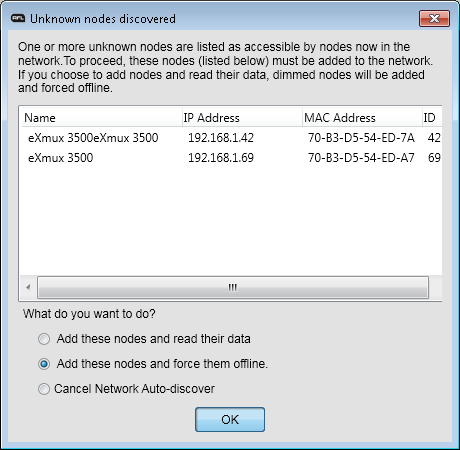 AFL Unknown nodes discovered
One or more unknown nodes are listed as accessible by nodes now in the
network.To proceed, these nodes (listed below) must be added to the network.
If you choose to add nodes and read their data, dimmed nodes will be added
and forced offline.
Name IP Address MAC Address ID
eXmux 3500eXmux 3500 192.168.1.42 70-B3-D5-54-ED-7A 42
eXmux 3500 192.168.1.69 70-B3-D5-54-ED-A7 69
What do you want to do?
Add these nodes and read their data
Add these nodes and force them offline.
Cancel Network Auto-discover
OK